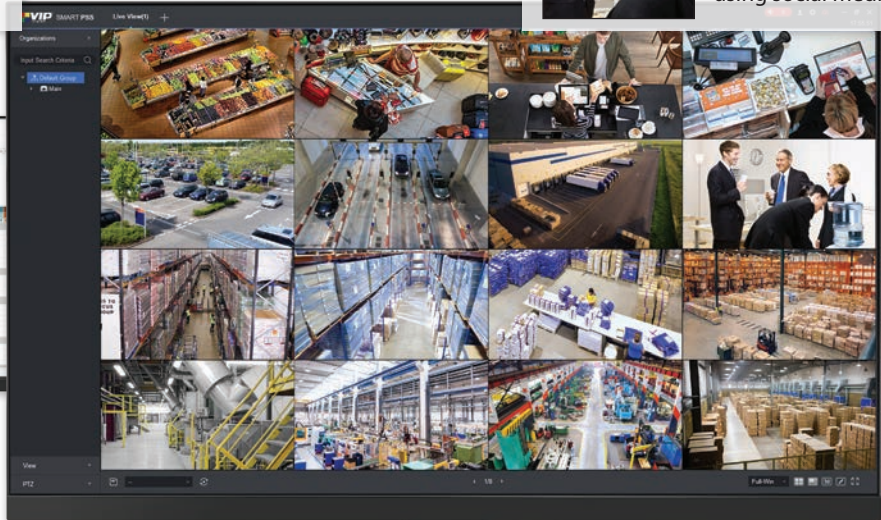 using social media
VIP SMART PSS Live View(1) +
Organizations
Input Search Criteria
Default Group
Main
View
PTZ
1/8
Full-Win